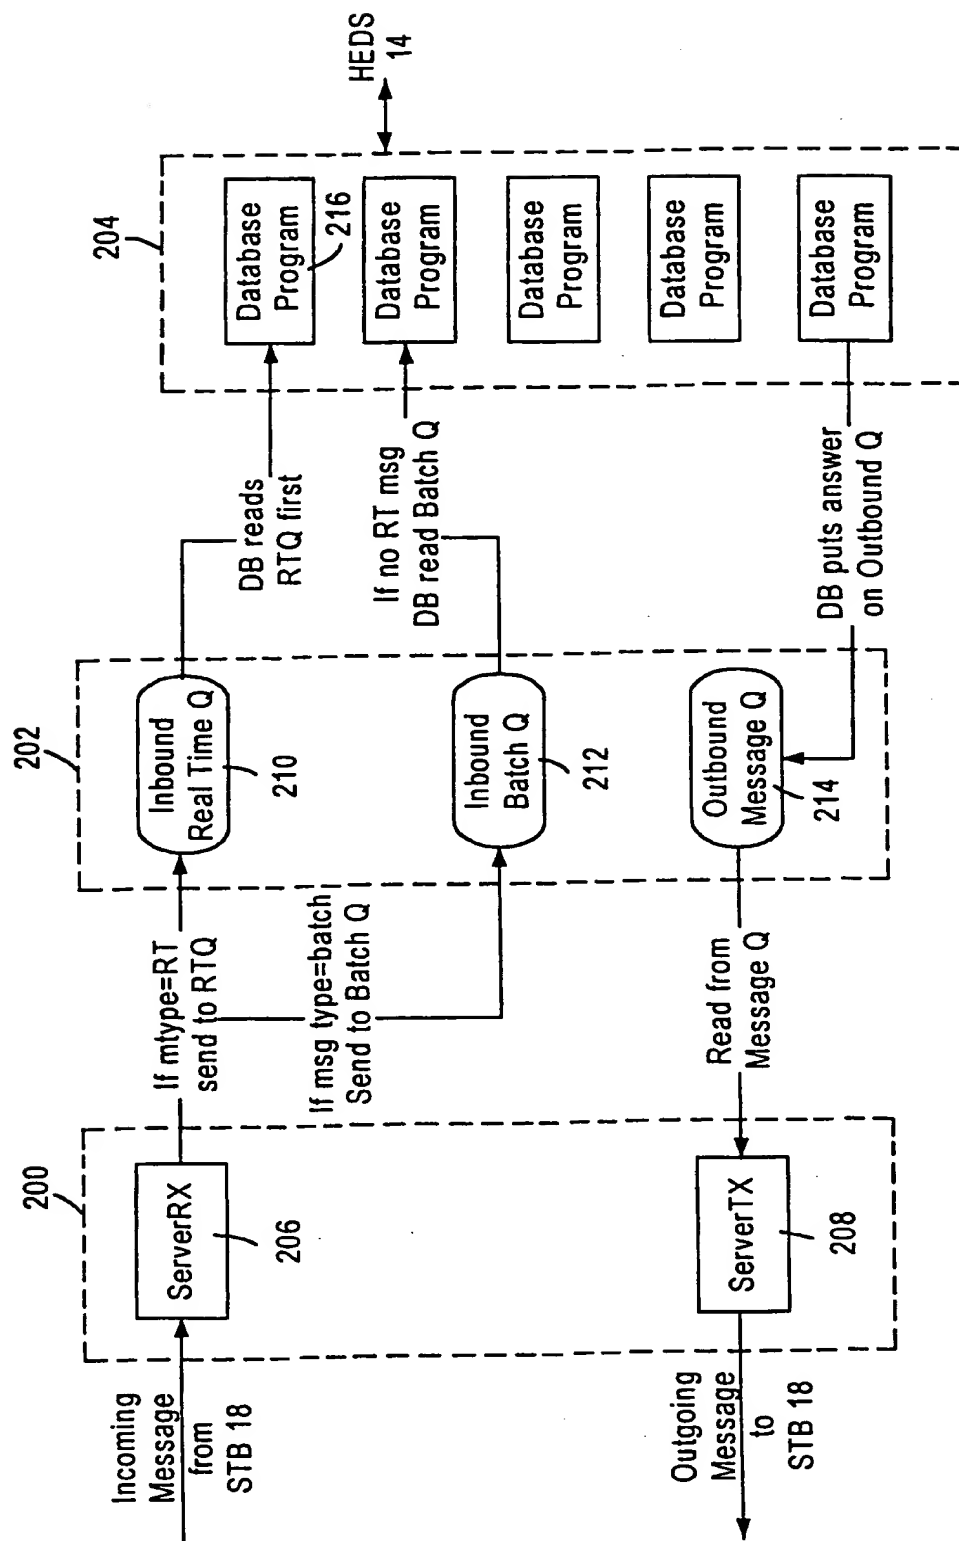 Incoming
Message
from
STB 18
200
ServerRX
206
If mtype=RT
send to RTQ
If msg type=batch
Send to Batch Q
202
Inbound
Real Time Q
210
Inbound
Batch Q
212
DB reads
RTQ first
If no RT msg
DB read Batch Q
204
Database
Program
216
Database
Program
Database
Program
Database
Program
Database
Program
HEDS
14
DB puts answer
on Outbound Q
Outbound
Message Q
214
Read from
Message Q
ServerTX
208
Outgoing
Message
to
STB 18